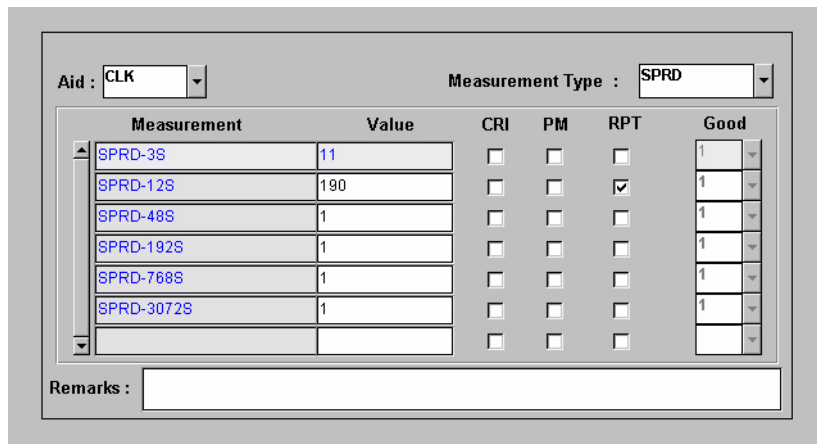 Aid : CLK Measurement Type : SPRD
Measurement Value CRI PM RPT Good
SPRD-3S 11 1
SPRD-12S 190 1
SPRD-48S 1 1
SPRD-192S 1 1
SPRD-768S 1 1
SPRD-3072S 1 1
Remarks :